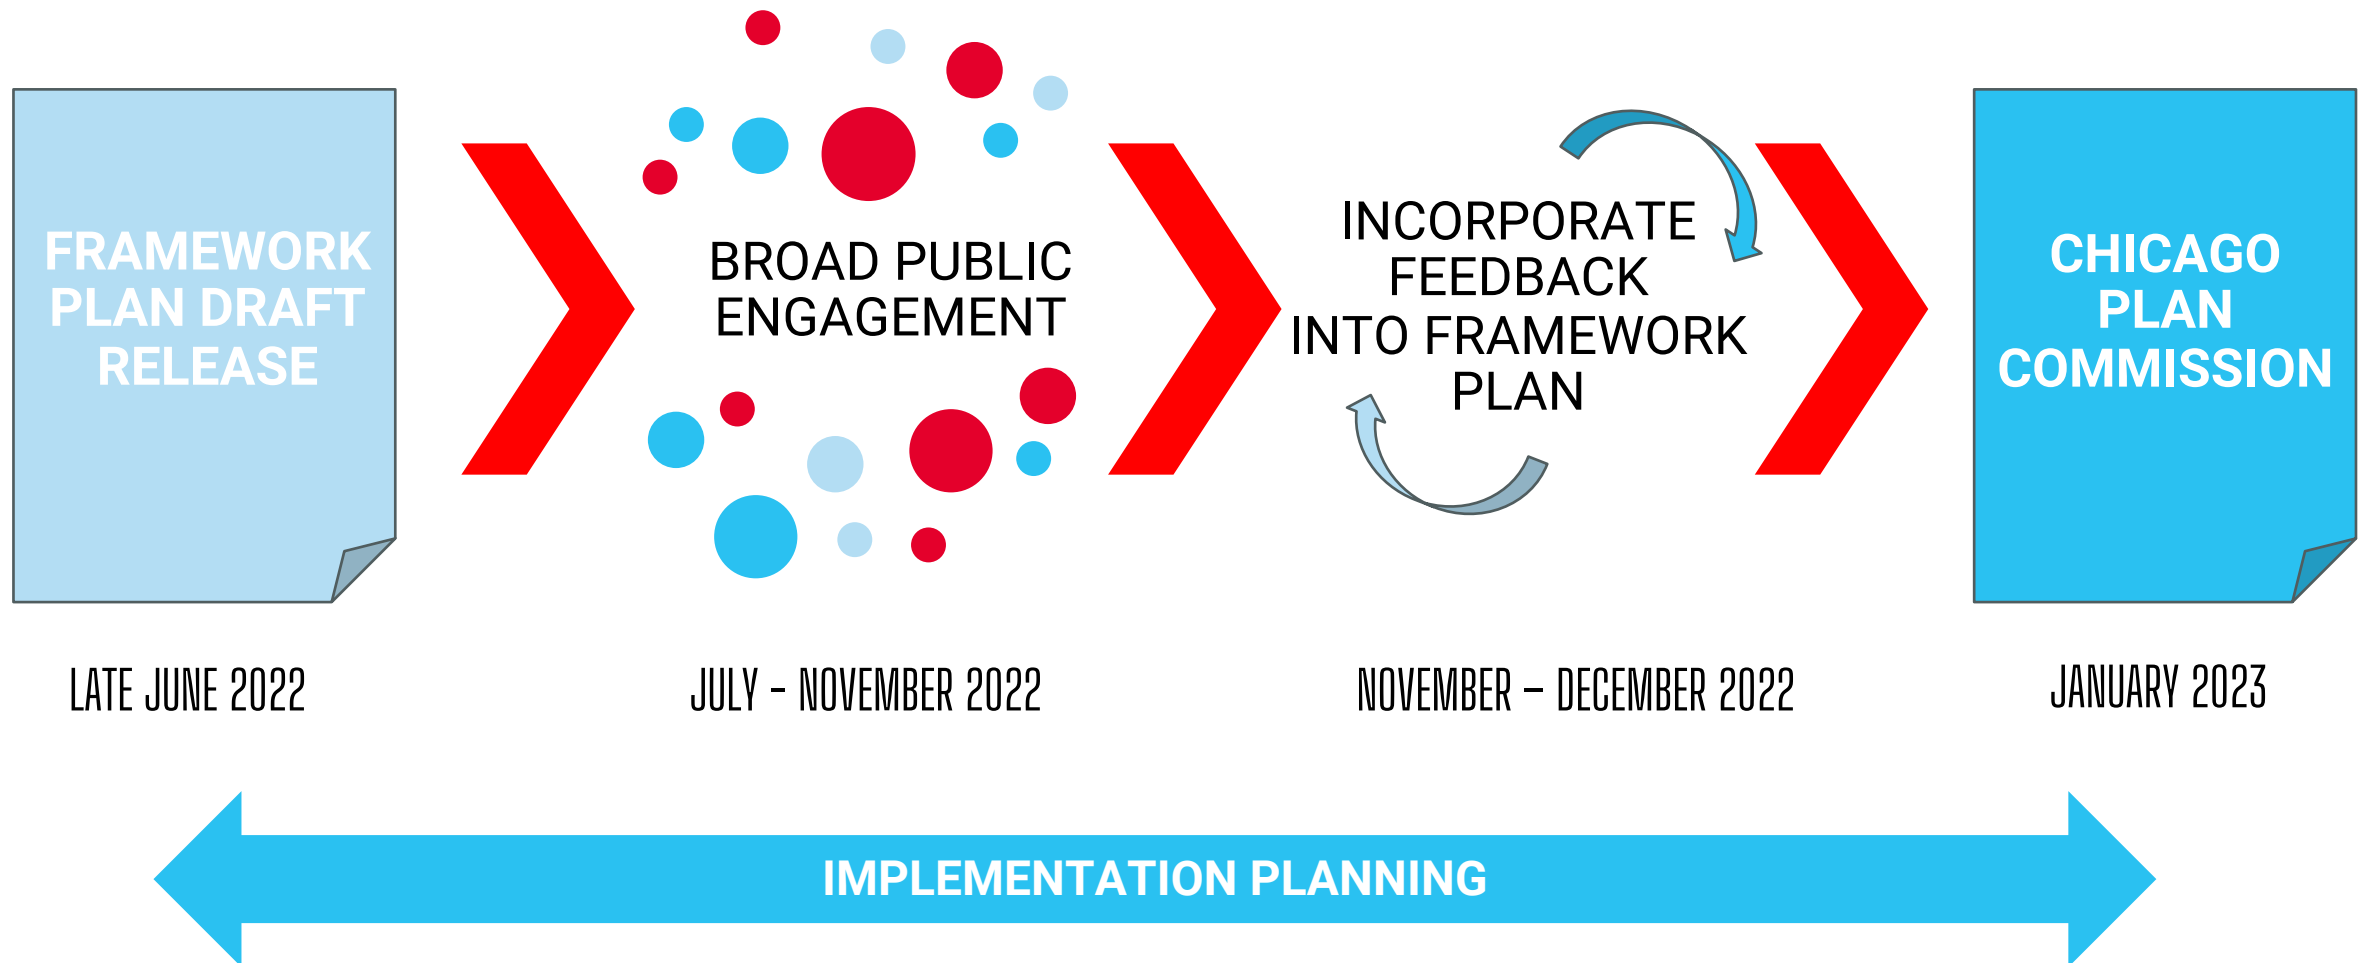 FRAMEWORK
PLAN DRAFT
RELEASE
BROAD PUBLIC
ENGAGEMENT
INCORPORATE
FEEDBACK
INTO FRAMEWORK
PLAN
CHICAGO
PLAN
COMMISSION
LATE JUNE 2022
JULY - NOVEMBER 2022
NOVEMBER – DECEMBER 2022
JANUARY 2023
IMPLEMENTATION PLANNING